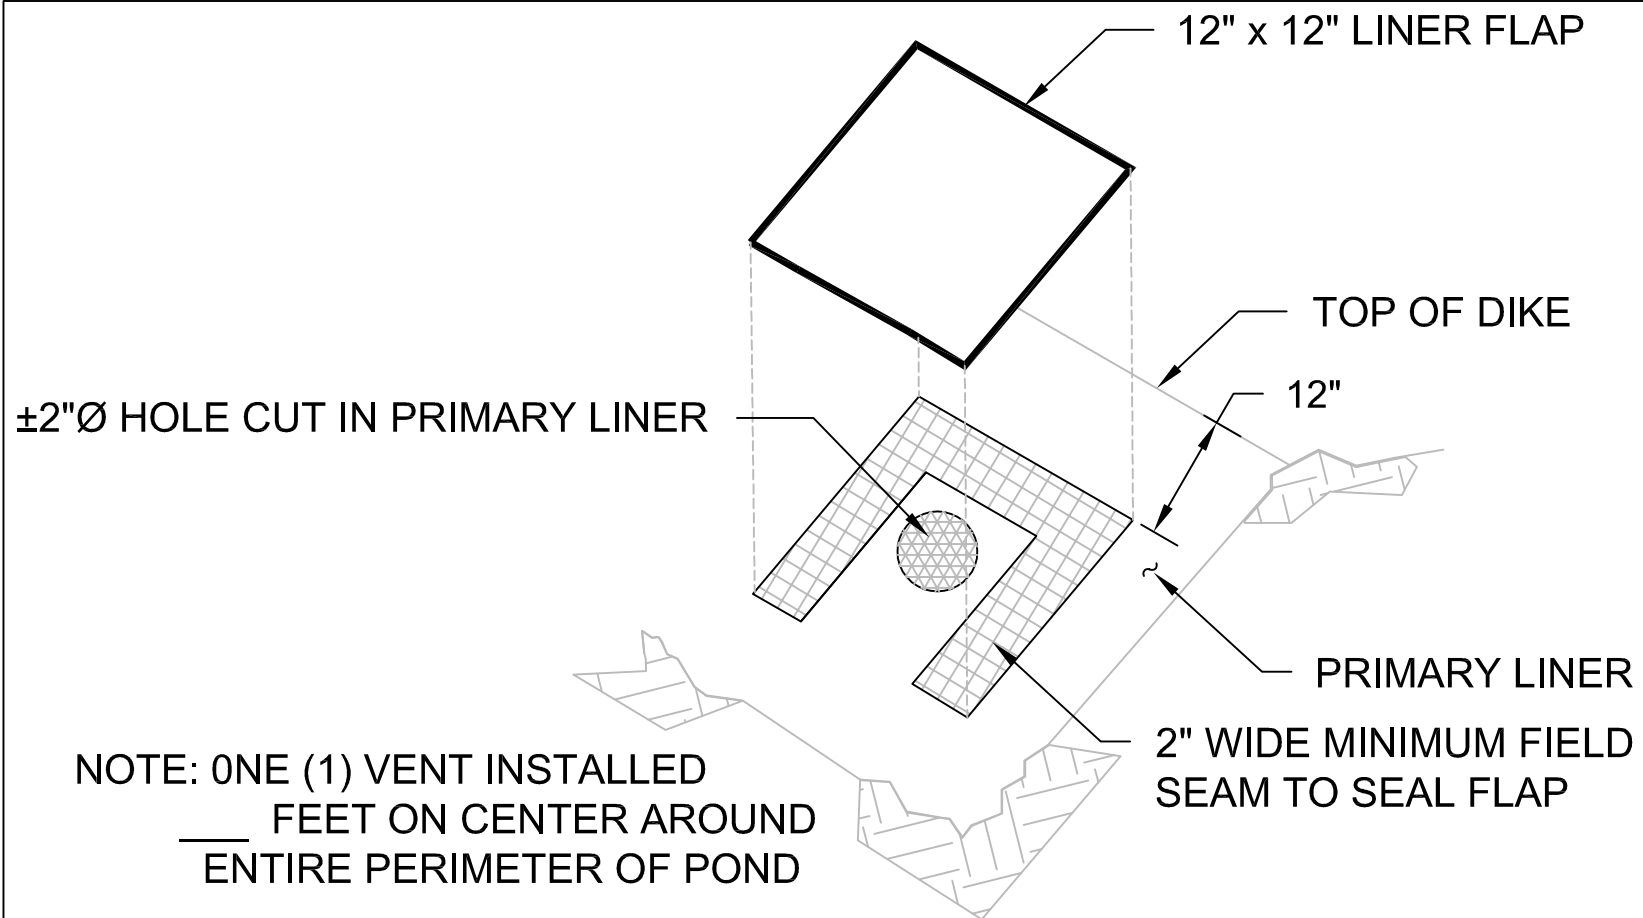 12" x 12" LINER FLAP
TOP OF DIKE
12"
±2"Ø HOLE CUT IN PRIMARY LINER
PRIMARY LINER
2" WIDE MINIMUM FIELD
SEAM TO SEAL FLAP
NOTE: 0NE (1) VENT INSTALLED
___ FEET ON CENTER AROUND
ENTIRE PERIMETER OF POND